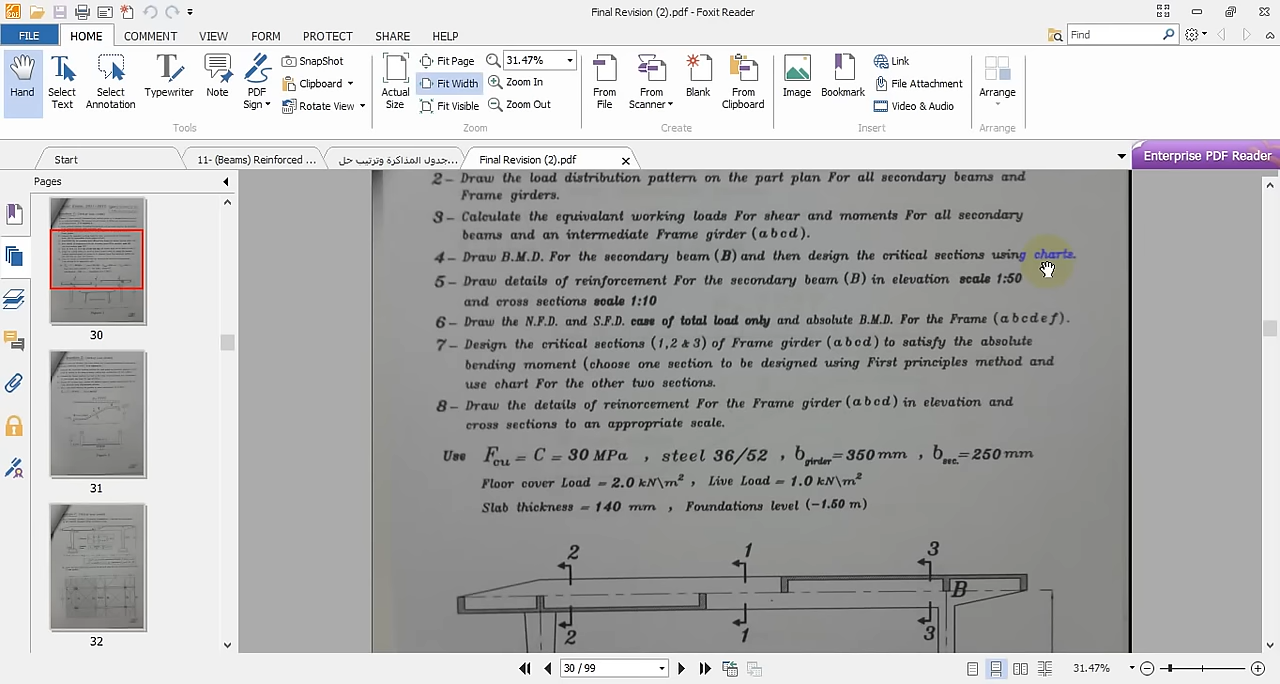 Final Revision (2).pdf - Foxit Reader
FILE HOME COMMENT VIEW FORM PROTECT SHARE HELP
Find
Hand
Select Text
Select Annotation
Typewriter
Note
PDF Sign
SnapShot
Clipboard
Rotate View
Tools
Actual Size
Fit Page
Fit Width
Fit Visible
31.47%
Zoom In
Zoom Out
Zoom
From File
From Scanner
Blank
From Clipboard
Create
Image
Bookmark
Link
File Attachment
Video & Audio
Insert
Arrange
Arrange
Start
11- (Beams) Reinforced ...
جدول المذاكرة وترتيب حل...
Final Revision (2).pdf
Enterprise PDF Reader
Pages
30
31
32
2- Draw the load distribution pattern on the part plan For all secondary beams and
Frame girders.
3- Calculate the equivalant working loads For shear and moments For all secondary
beams and an intermediate Frame girder (abcd).
4- Draw B.M.D. For the secondary beam (B) and then design the critical sections using charts.
5- Draw details of reinforcement For the secondary beam (B) in elevation scale 1:50
and cross sections scale 1:10
6- Draw the N.F.D. and S.F.D. case of total load only and absolute B.M.D. For the Frame (abcdef).
7- Design the critical sections (1,2 & 3) of Frame girder (abcd) to satisfy the absolute
bending moment (choose one section to be designed using First principles method and
use chart For the other two sections.
8- Draw the details of reinorcement For the Frame girder (abcd) in elevation and
cross sections to an appropriate scale.
Use Fcu = C = 30 MPa , steel 36/52 , bgirder=350 mm , bsec.=250 mm
Floor cover Load = 2.0 kN\m² , Live Load = 1.0 kN\m²
Slab thickness = 140 mm , Foundations level (-1.50 m)
2 1 3
B
2 1 3
30 / 99
31.47%